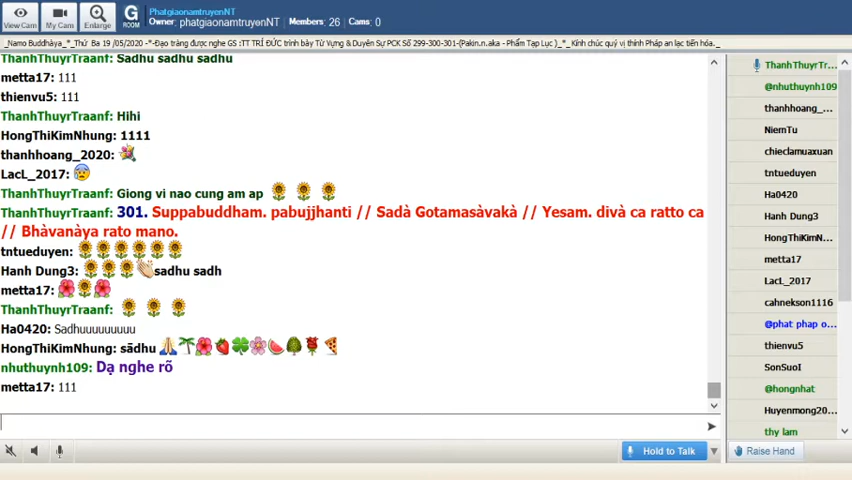 View Cam
My Cam
Enlarge
G
ROOM
PhatgiaonamtruyenNT
Owner: phatgiaonamtruyenNT Members: 26 Cams: 0
_Namo Buddhàya_*_Thứ Ba 19 /05/2020 -*-Đạo tràng được nghe GS :TT TRÍ ĐỨC trình bày Từ Vựng & Duyên Sự PCK Số 299-300-301-(Pakin.n.aka - Phẩm Tạp Lục )_*_ Kính chúc quý vị thính Pháp an lạc tiến hóa._
ThanhThuyrTraanf: Sadhu sadhu sadhu
metta17: 111
thienvu5: 111
ThanhThuyrTraanf: Hihi
HongThiKimNhung: 1111
thanhhoang_2020:
LacL_2017:
ThanhThuyrTraanf: Giong vi nao cung am ap
ThanhThuyrTraanf: 301. Suppabuddham. pabujjhanti // Sadà Gotamasàvakà // Yesam. divà ca ratto ca
// Bhàvanàya rato mano.
tntueduyen:
Hanh Dung3: sadhu sadh
metta17:
ThanhThuyrTraanf:
Ha0420: Sadhuuuuuuuuu
HongThiKimNhung: sādhu
nhuthuynh109: Dạ nghe rõ
metta17: 111
Hold to Talk
ThanhThuyrTr...
@nhuthuynh109
thanhhoang_...
NiemTu
chieclamuaxuan
tntueduyen
Ha0420
Hanh Dung3
HongThiKimN...
metta17
LacL_2017
cahnekson1116
@phat phap o...
thienvu5
SonSuoI
@hongnhat
Huyenmong20...
thy lam
Raise Hand